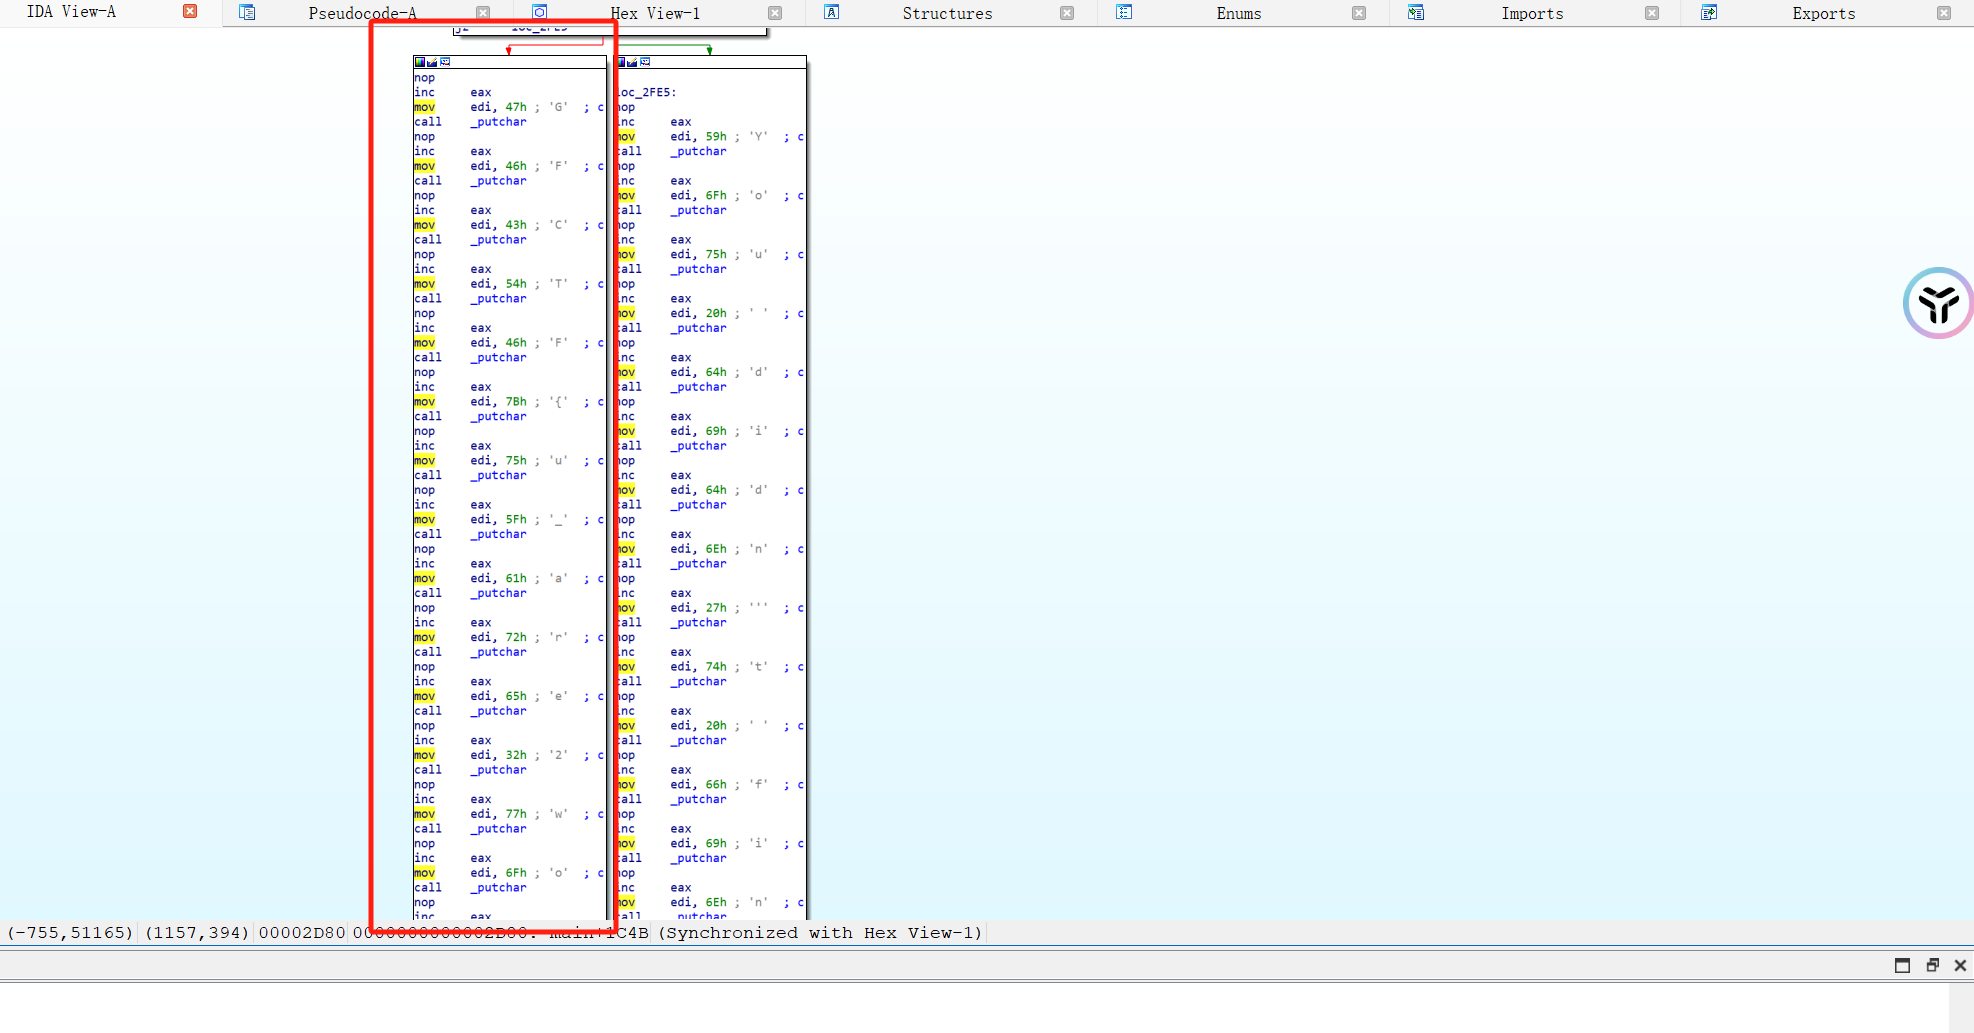 IDA View-A Pseudocode-A Hex View-1 Structures Enums Imports Exports
nop
inc eax
mov edi, 47h ; 'G' ; c
call _putchar
nop
inc eax
mov edi, 46h ; 'F' ; c
call _putchar
nop
inc eax
mov edi, 43h ; 'C' ; c
call _putchar
nop
inc eax
mov edi, 54h ; 'T' ; c
call _putchar
nop
inc eax
mov edi, 46h ; 'F' ; c
call _putchar
nop
inc eax
mov edi, 7Bh ; '{' ; c
call _putchar
nop
inc eax
mov edi, 75h ; 'u' ; c
call _putchar
nop
inc eax
mov edi, 5Fh ; '_' ; c
call _putchar
nop
inc eax
mov edi, 61h ; 'a' ; c
call _putchar
nop
inc eax
mov edi, 72h ; 'r' ; c
call _putchar
nop
inc eax
mov edi, 65h ; 'e' ; c
call _putchar
nop
inc eax
mov edi, 32h ; '2' ; c
call _putchar
nop
inc eax
mov edi, 77h ; 'w' ; c
call _putchar
nop
inc eax
mov edi, 6Fh ; 'o' ; c
call _putchar
nop
inc eax
loc_2FE5:
nop
inc eax
mov edi, 59h ; 'Y' ; c
call _putchar
nop
inc eax
mov edi, 6Fh ; 'o' ; c
call _putchar
nop
inc eax
mov edi, 75h ; 'u' ; c
call _putchar
nop
inc eax
mov edi, 20h ; ' ' ; c
call _putchar
nop
inc eax
mov edi, 64h ; 'd' ; c
call _putchar
nop
inc eax
mov edi, 69h ; 'i' ; c
call _putchar
nop
inc eax
mov edi, 64h ; 'd' ; c
call _putchar
nop
inc eax
mov edi, 6Eh ; 'n' ; c
call _putchar
nop
inc eax
mov edi, 27h ; ''' ; c
call _putchar
nop
inc eax
mov edi, 74h ; 't' ; c
call _putchar
nop
inc eax
mov edi, 20h ; ' ' ; c
call _putchar
nop
inc eax
mov edi, 66h ; 'f' ; c
call _putchar
nop
inc eax
mov edi, 69h ; 'i' ; c
call _putchar
nop
inc eax
mov edi, 6Eh ; 'n' ; c
call _putchar
(-755,51165) (1157,394) 00002D80 0000000000002D80: main+1C4B (Synchronized with Hex View-1)